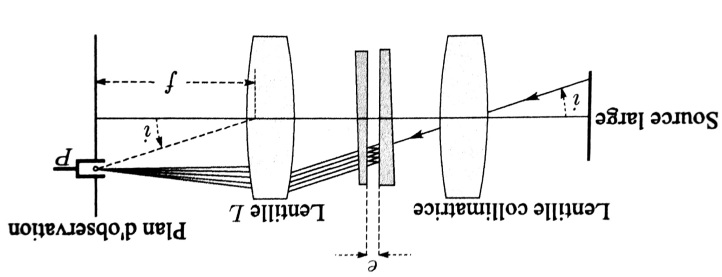 e
Lentille collimatrice
Lentille L
Plan d'observation
P
i
Source large
i
f